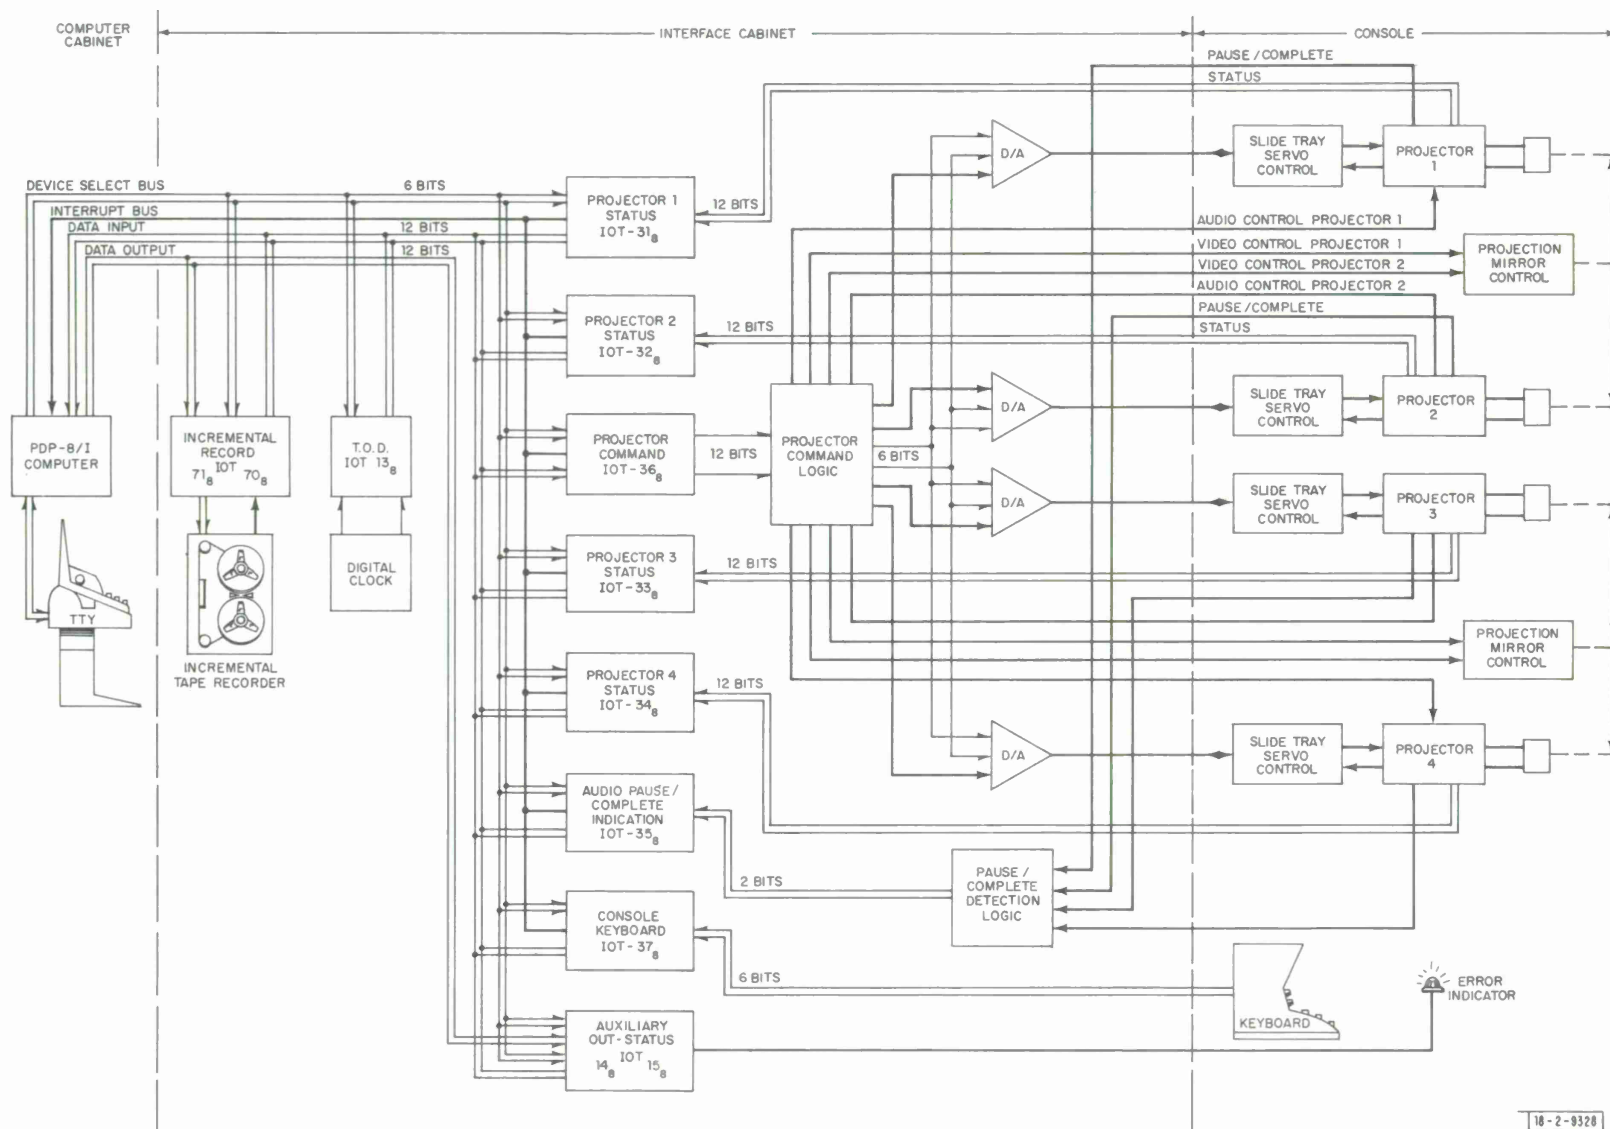 COMPUTER
CABINET
INTERFACE CABINET
CONSOLE
PAUSE/COMPLETE
STATUS
DEVICE SELECT BUS
6 BITS
INTERRUPT BUS
DATA INPUT
12 BITS
DATA OUTPUT
12 BITS
PROJECTOR 1
STATUS
IOT-31₈
12 BITS
D/A
SLIDE TRAY
SERVO
CONTROL
PROJECTOR
1
AUDIO CONTROL PROJECTOR 1
VIDEO CONTROL PROJECTOR 1
VIDEO CONTROL PROJECTOR 2
AUDIO CONTROL PROJECTOR 2
PROJECTION
MIRROR
CONTROL
PAUSE/COMPLETE
STATUS
PROJECTOR 2
STATUS
IOT-32₈
12 BITS
D/A
SLIDE TRAY
SERVO
CONTROL
PROJECTOR
2
PDP-8/I
COMPUTER
INCREMENTAL
RECORD
71₈ IOT 70₈
T.O.D.
IOT 13₈
PROJECTOR
COMMAND
IOT-36₈
12 BITS
PROJECTOR
COMMAND
LOGIC
6 BITS
D/A
SLIDE TRAY
SERVO
CONTROL
PROJECTOR
3
TTY
INCREMENTAL
TAPE RECORDER
DIGITAL
CLOCK
PROJECTOR 3
STATUS
IOT-33₈
12 BITS
PROJECTION
MIRROR
CONTROL
PROJECTOR 4
STATUS
IOT-34₈
12 BITS
D/A
SLIDE TRAY
SERVO
CONTROL
PROJECTOR
4
AUDIO PAUSE/
COMPLETE
INDICATION
IOT-35₈
2 BITS
PAUSE/
COMPLETE
DETECTION
LOGIC
CONSOLE
KEYBOARD
IOT-37₈
6 BITS
KEYBOARD
ERROR
INDICATOR
AUXILIARY
OUT-STATUS
14₈ IOT 15₈
18-2-9328